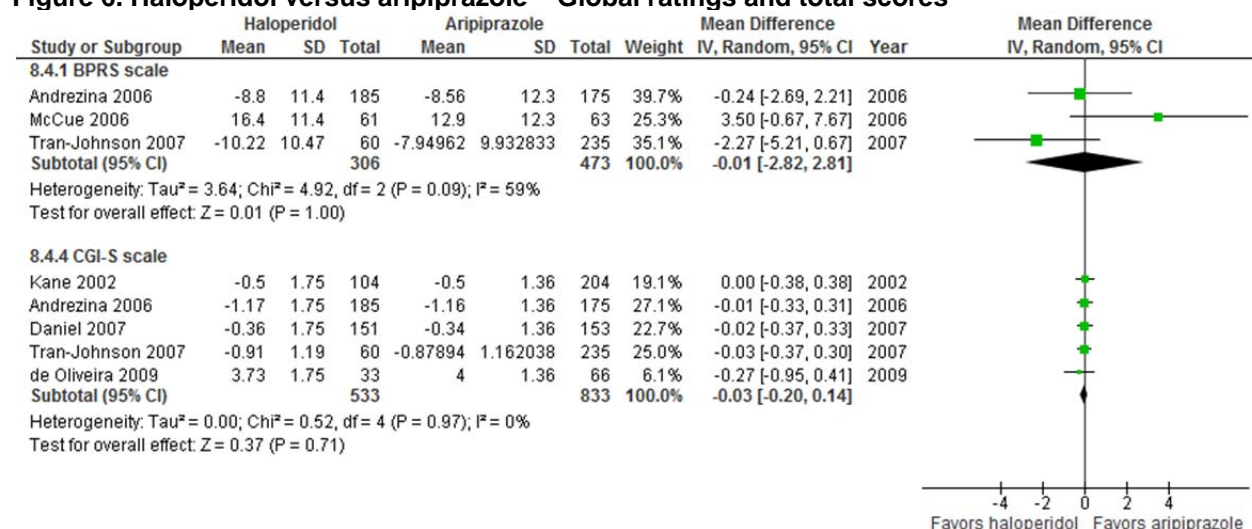 Figure 6. Haloperidol versus aripiprazole – Global ratings and total scores
Haloperidol Aripiprazole Mean Difference Mean Difference
Study or Subgroup Mean SD Total Mean SD Total Weight IV, Random, 95% CI Year IV, Random, 95% CI
8.4.1 BPRS scale
Andrezina 2006 -8.8 11.4 185 -8.56 12.3 175 39.7% -0.24 [-2.69, 2.21] 2006
McCue 2006 16.4 11.4 61 12.9 12.3 63 25.3% 3.50 [-0.67, 7.67] 2006
Tran-Johnson 2007 -10.22 10.47 60 -7.94962 9.932833 235 35.1% -2.27 [-5.21, 0.67] 2007
Subtotal (95% CI) 306 473 100.0% -0.01 [-2.82, 2.81]
Heterogeneity: Tau² = 3.64; Chi² = 4.92, df = 2 (P = 0.09); I² = 59%
Test for overall effect: Z = 0.01 (P = 1.00)
8.4.4 CGI-S scale
Kane 2002 -0.5 1.75 104 -0.5 1.36 204 19.1% 0.00 [-0.38, 0.38] 2002
Andrezina 2006 -1.17 1.75 185 -1.16 1.36 175 27.1% -0.01 [-0.33, 0.31] 2006
Daniel 2007 -0.36 1.75 151 -0.34 1.36 153 22.7% -0.02 [-0.37, 0.33] 2007
Tran-Johnson 2007 -0.91 1.19 60 -0.87894 1.162038 235 25.0% -0.03 [-0.37, 0.30] 2007
de Oliveira 2009 3.73 1.75 33 4 1.36 66 6.1% -0.27 [-0.95, 0.41] 2009
Subtotal (95% CI) 533 833 100.0% -0.03 [-0.20, 0.14]
Heterogeneity: Tau² = 0.00; Chi² = 0.52, df = 4 (P = 0.97); I² = 0%
Test for overall effect: Z = 0.37 (P = 0.71)
-4 -2 0 2 4
Favors haloperidol Favors aripiprazole